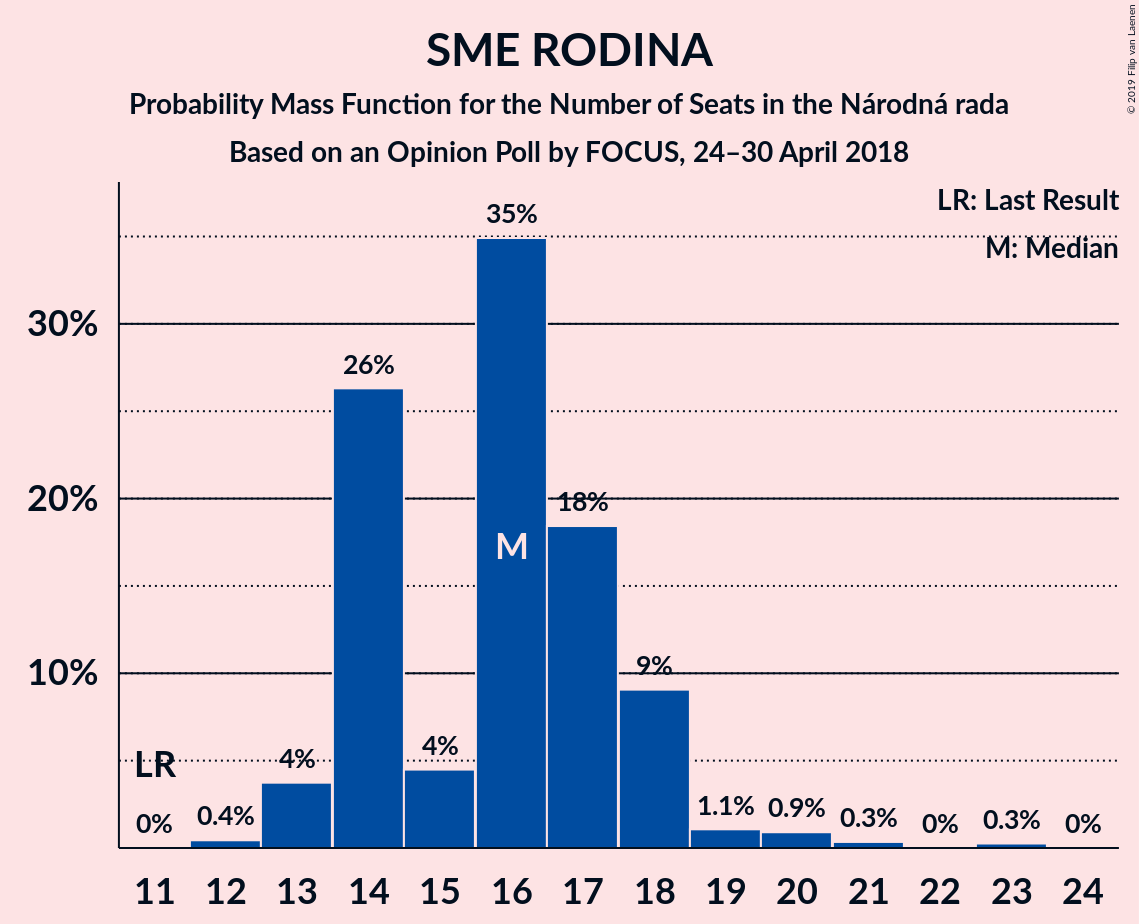 SME RODINA
Probability Mass Function for the Number of Seats in the Národná rada
Based on an Opinion Poll by FOCUS, 24–30 April 2018
© 2019 Filip van Laenen
LR: Last Result
M: Median
35%
30%
26%
20%
18%
M
10%
9%
LR
4%
4%
0%
0.4%
1.1%
0.9%
0.3%
0%
0.3%
0%
11 12 13 14 15 16 17 18 19 20 21 22 23 24